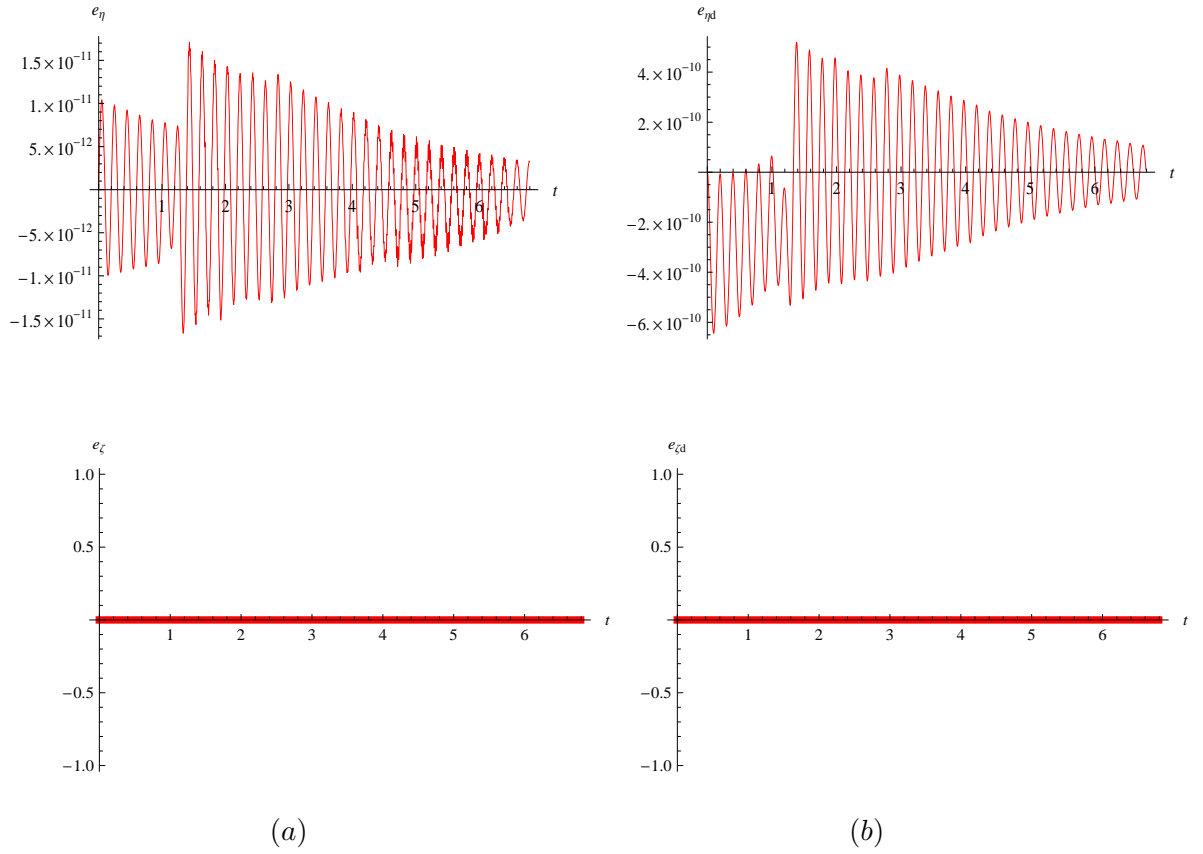 e_η
1.5×10⁻¹¹
1.×10⁻¹¹
5.×10⁻¹²
−5.×10⁻¹²
−1.×10⁻¹¹
−1.5×10⁻¹¹
1 2 3 4 5 6 t
e_ηd
4.×10⁻¹⁰
2.×10⁻¹⁰
−2.×10⁻¹⁰
−4.×10⁻¹⁰
−6.×10⁻¹⁰
1 2 3 4 5 6 t
e_ζ
1.0
0.5
−0.5
−1.0
1 2 3 4 5 6 t
e_ζd
1.0
0.5
−0.5
−1.0
1 2 3 4 5 6 t
(a) (b)